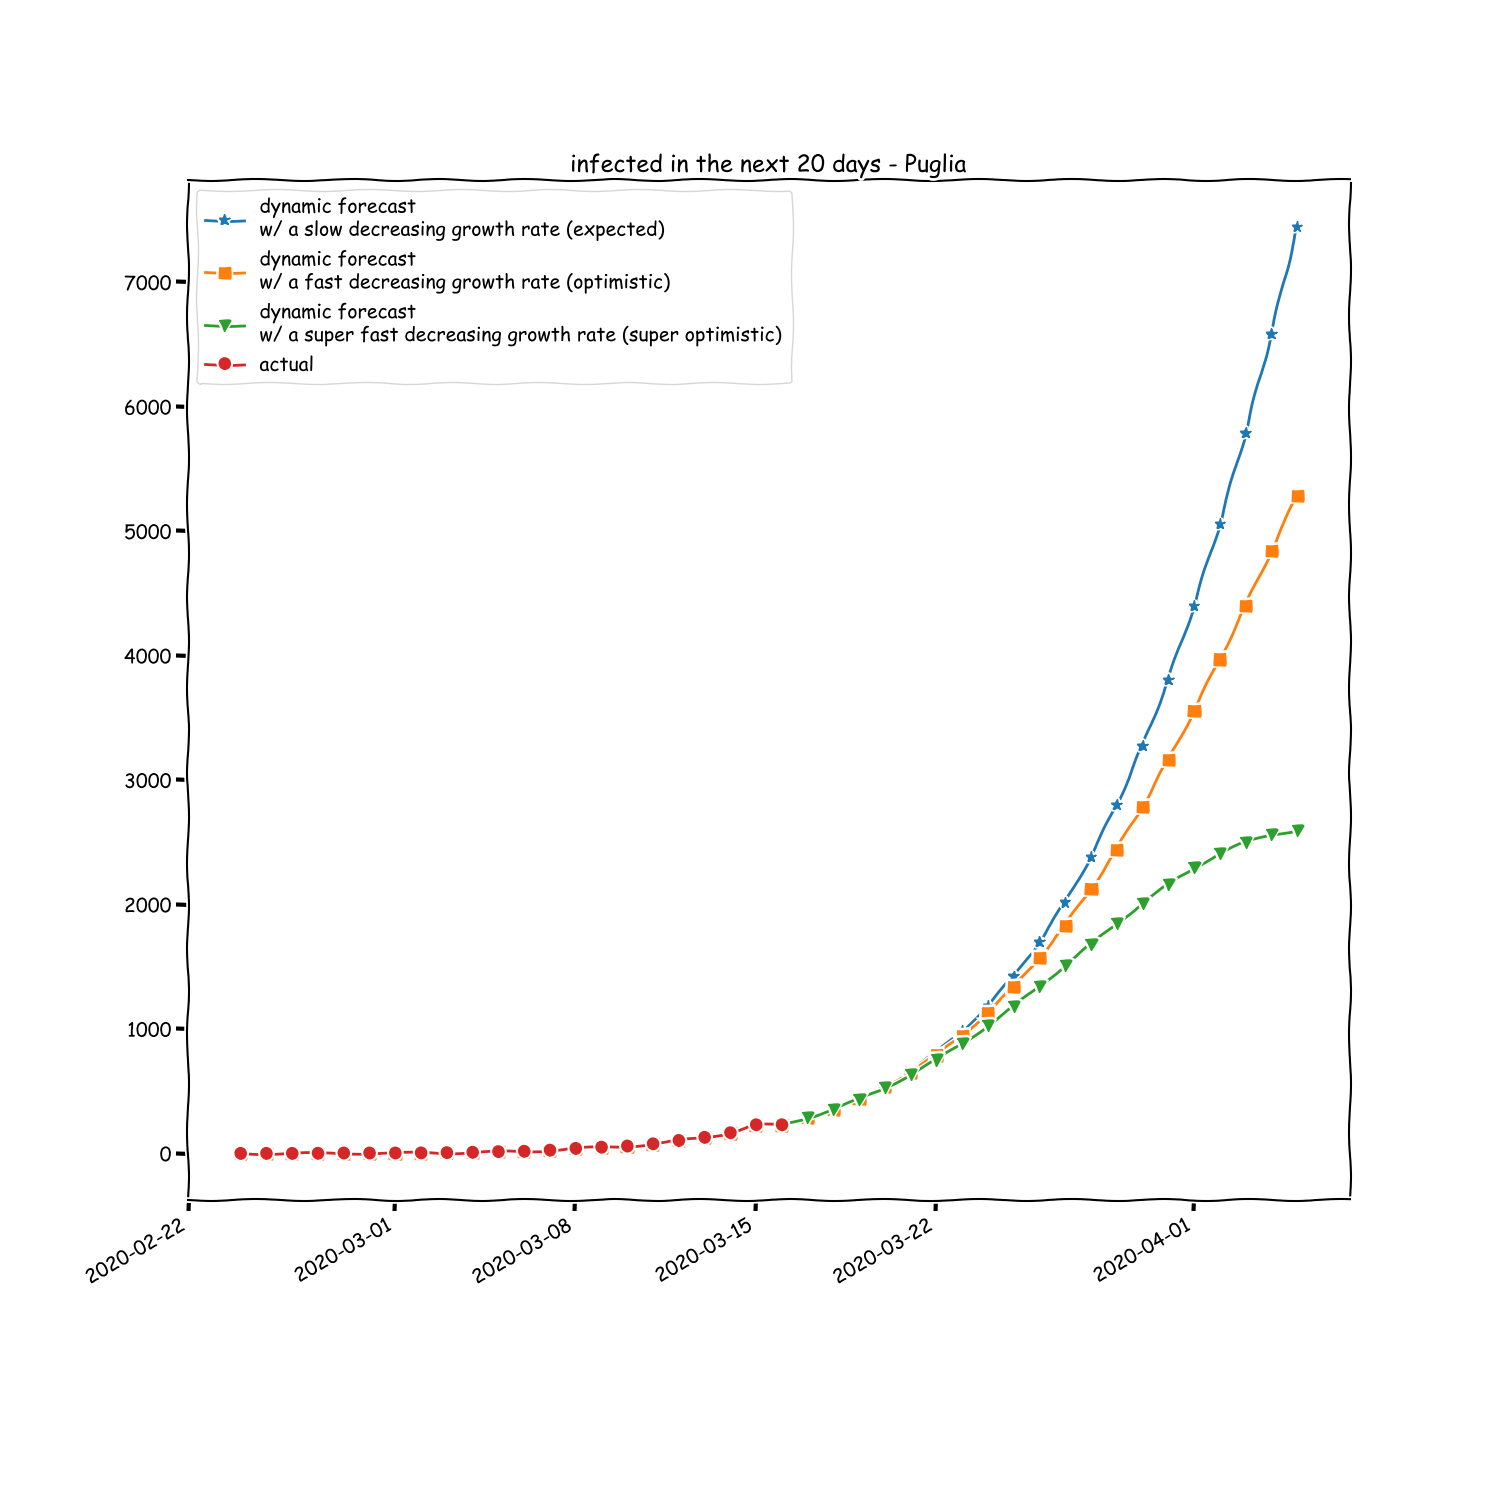 infected in the next 20 days - Puglia
dynamic forecast
w/ a slow decreasing growth rate (expected)
dynamic forecast
w/ a fast decreasing growth rate (optimistic)
dynamic forecast
w/ a super fast decreasing growth rate (super optimistic)
actual
7000
6000
5000
4000
3000
2000
1000
0
2020-02-22
2020-03-01
2020-03-08
2020-03-15
2020-03-22
2020-04-01